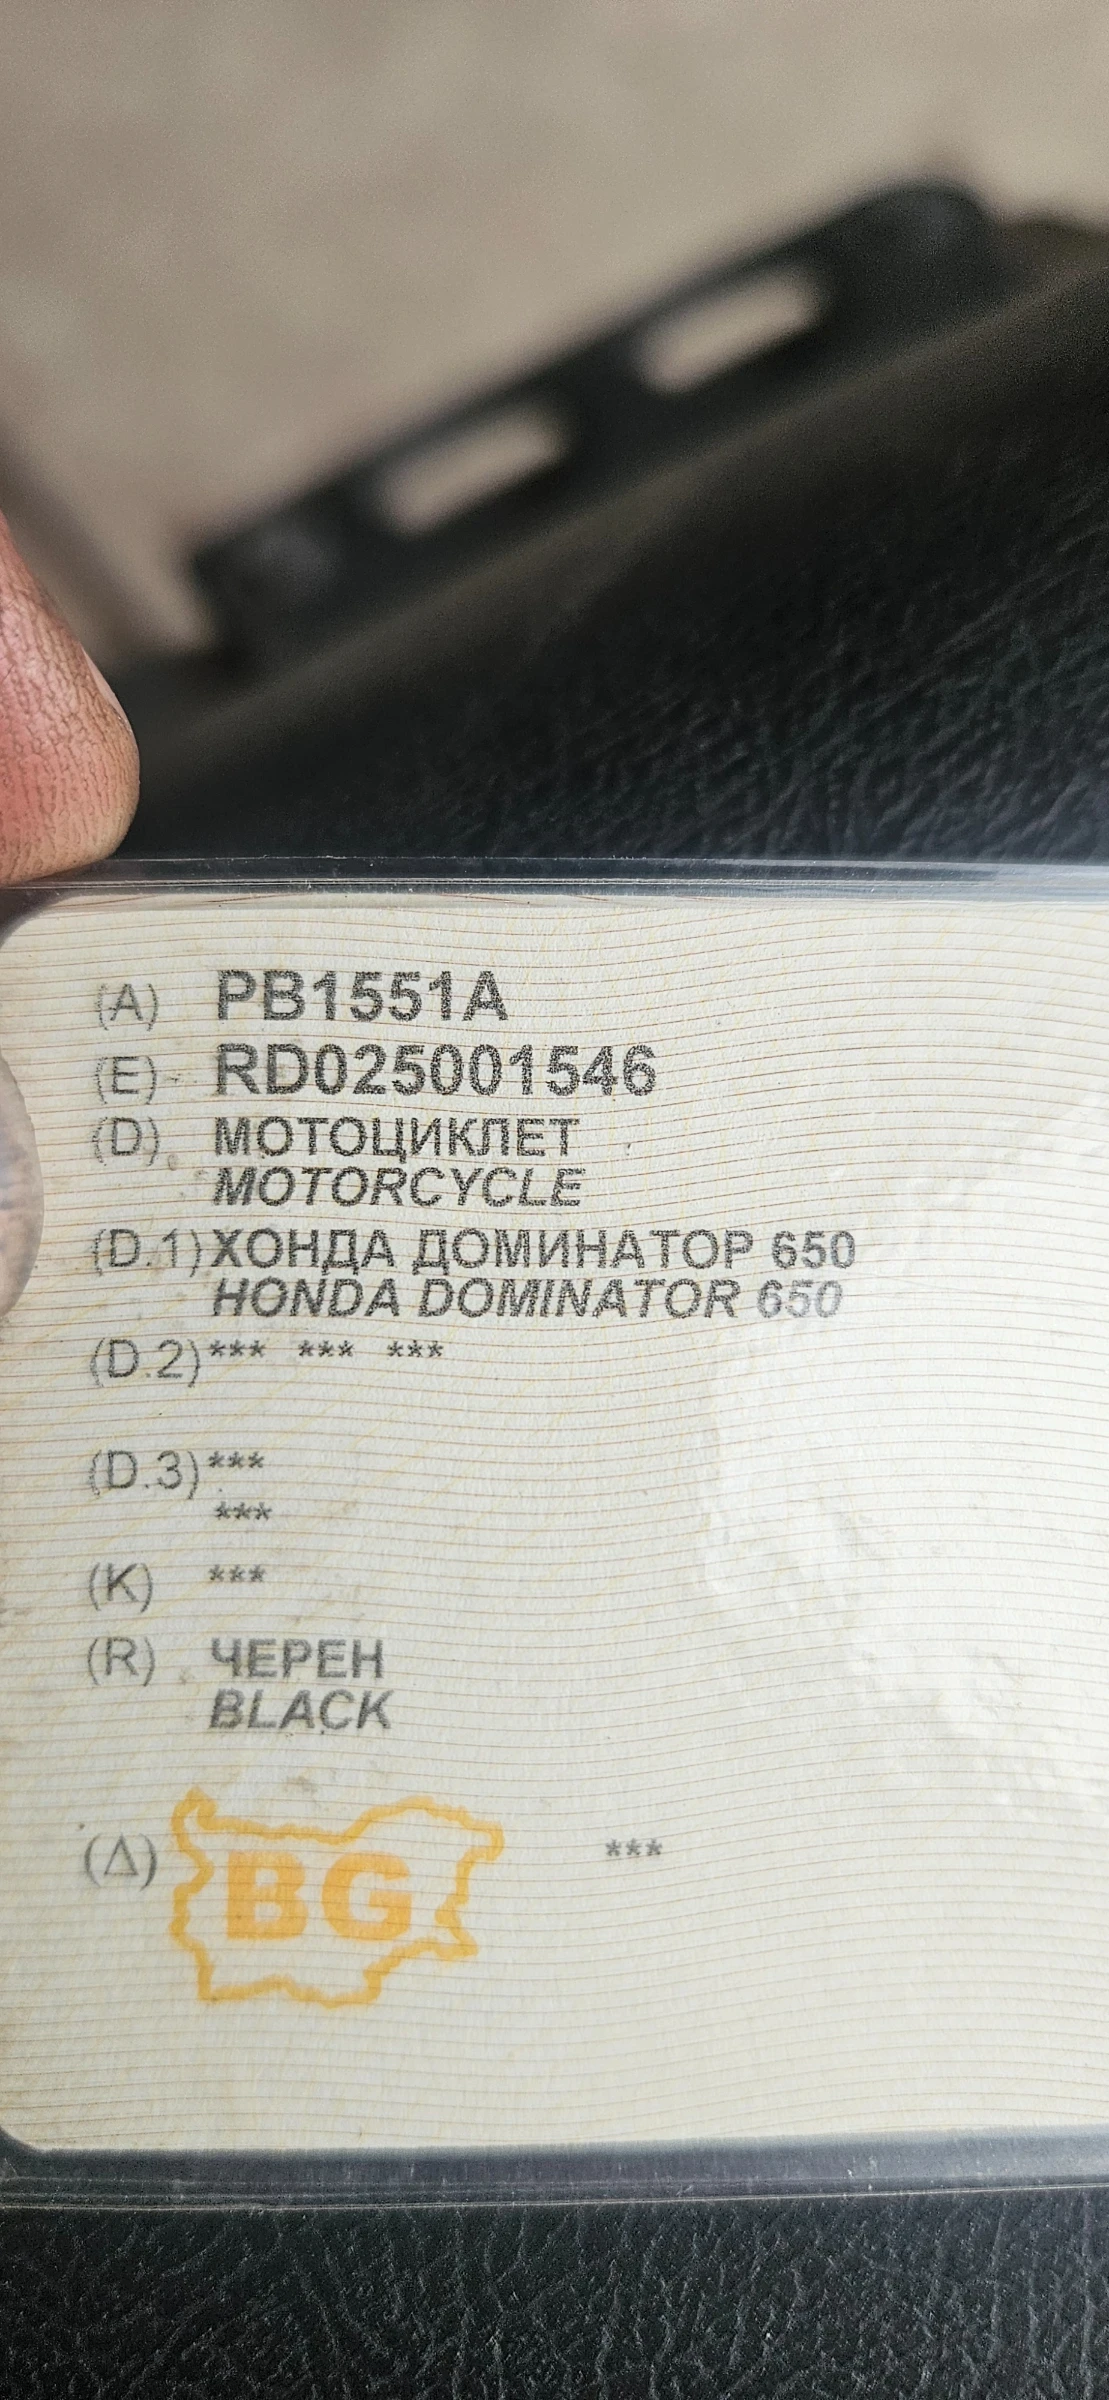 (A) PB1551A
(E) RD025001546
(D) МОТОЦИКЛЕТ
MOTORCYCLE
(D.1) ХОНДА ДОМИНАТОР 650
HONDA DOMINATOR 650
(D.2) *** *** ***
(D.3) ***
***
(K) ***
(R) ЧЕРЕН
BLACK
(Δ) BG ***